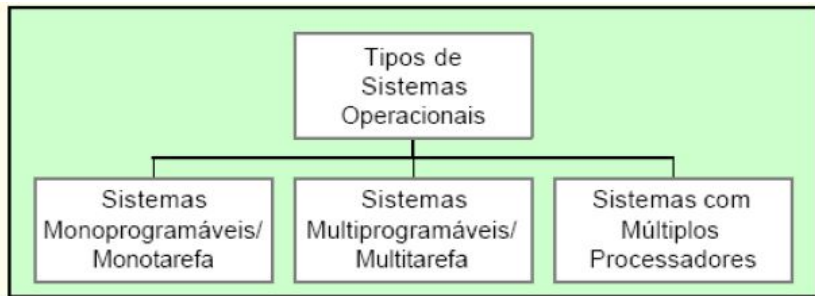 Tipos de
Sistemas
Operacionais
Sistemas
Monoprogramáveis/
Monotarefa
Sistemas
Multiprogramáveis/
Multitarefa
Sistemas com
Múltiplos
Processadores